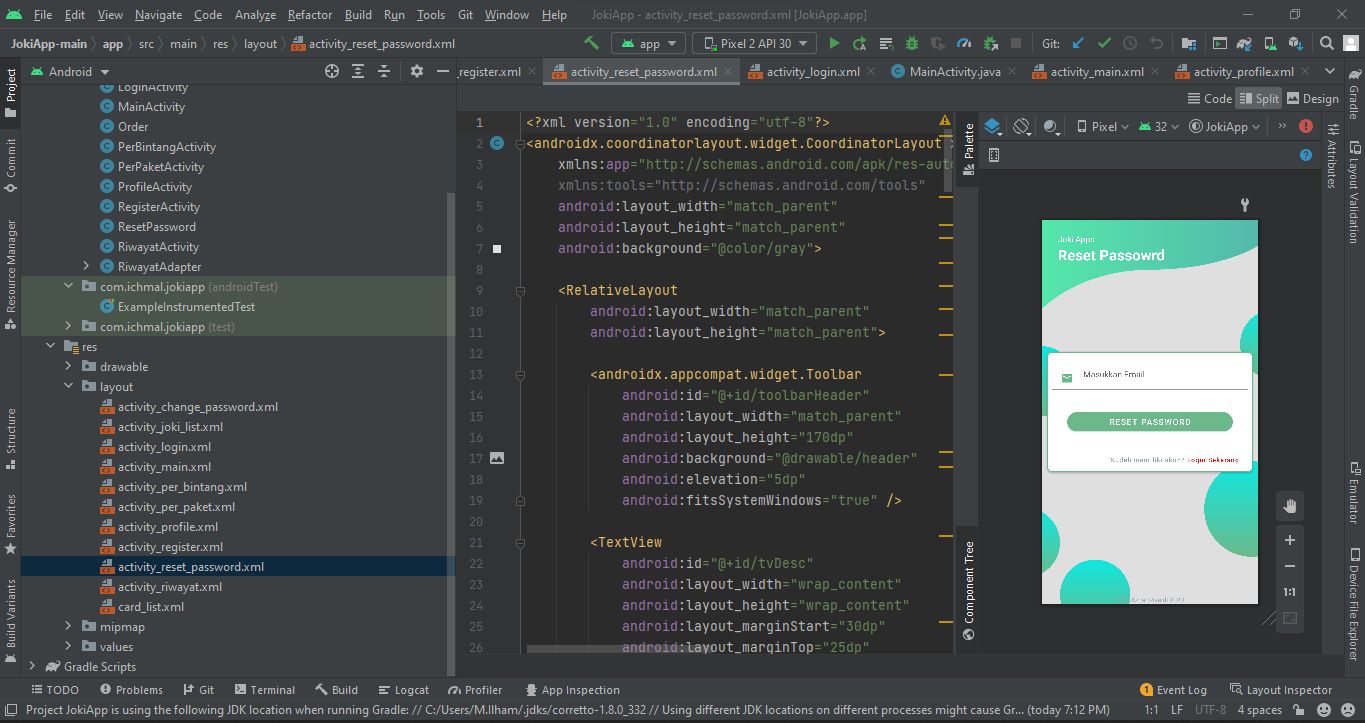 File Edit View Navigate Code Analyze Refactor Build Run Tools Git Window Help JokiApp - activity_reset_password.xml [JokiApp.app]
JokiApp-main app src main res layout activity_reset_password.xml app Pixel 2 API 30 Git:
Android
_register.xml activity_reset_password.xml activity_login.xml MainActivity.java activity_main.xml activity_profile.xml
Code Split Design
Project
Commit
Resource Manager
Structure
Favorites
Build Variants
LoginActivity
MainActivity
Order
PerBintangActivity
PerPaketActivity
ProfileActivity
RegisterActivity
ResetPassword
RiwayatActivity
RiwayatAdapter
com.ichmal.jokiapp (androidTest)
ExampleInstrumentedTest
com.ichmal.jokiapp (test)
res
drawable
layout
activity_change_password.xml
activity_joki_list.xml
activity_login.xml
activity_main.xml
activity_per_bintang.xml
activity_per_paket.xml
activity_profile.xml
activity_register.xml
activity_reset_password.xml
activity_riwayat.xml
card_list.xml
mipmap
values
Gradle Scripts
1 <?xml version="1.0" encoding="utf-8"?>
2 <androidx.coordinatorlayout.widget.CoordinatorLayout
3 xmlns:app="http://schemas.android.com/apk/res-aut
4 xmlns:tools="http://schemas.android.com/tools"
5 android:layout_width="match_parent"
6 android:layout_height="match_parent"
7 android:background="@color/gray">
8
9 <RelativeLayout
10 android:layout_width="match_parent"
11 android:layout_height="match_parent">
12
13 <androidx.appcompat.widget.Toolbar
14 android:id="@+id/toolbarHeader"
15 android:layout_width="match_parent"
16 android:layout_height="170dp"
17 android:background="@drawable/header"
18 android:elevation="5dp"
19 android:fitsSystemWindows="true" />
20
21 <TextView
22 android:id="@+id/tvDesc"
23 android:layout_width="wrap_content"
24 android:layout_height="wrap_content"
25 android:layout_marginStart="30dp"
26 android:layout_marginTop="25dp"
Palette
Component Tree
Pixel 32 JokiApp
Joki Apps
Reset Passowrd
Masukkan Email
RESET PASSWORD
Sudah memiliki akun? Login Sekarang
1:1
Attributes
Gradle
Layout Validation
Emulator
Device File Explorer
TODO Problems Git Terminal Build Logcat Profiler App Inspection 1 Event Log Layout Inspector
Project JokiApp is using the following JDK location when running Gradle: // C:/Users/M.Ilham/.jdks/corretto-1.8.0_332 // Using different JDK locations on different processes might cause Gr... (today 7:12 PM) 1:1 LF UTF-8 4 spaces